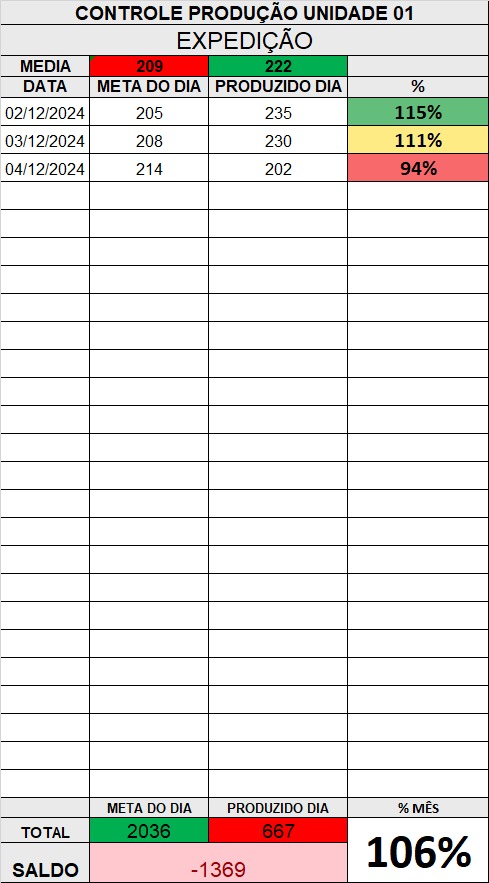 CONTROLE PRODUÇÃO UNIDADE 01
EXPEDIÇÃO
MEDIA 209 222
DATA META DO DIA PRODUZIDO DIA %
02/12/2024 205 235 115%
03/12/2024 208 230 111%
04/12/2024 214 202 94%
META DO DIA PRODUZIDO DIA % MÊS
TOTAL 2036 667 106%
SALDO -1369